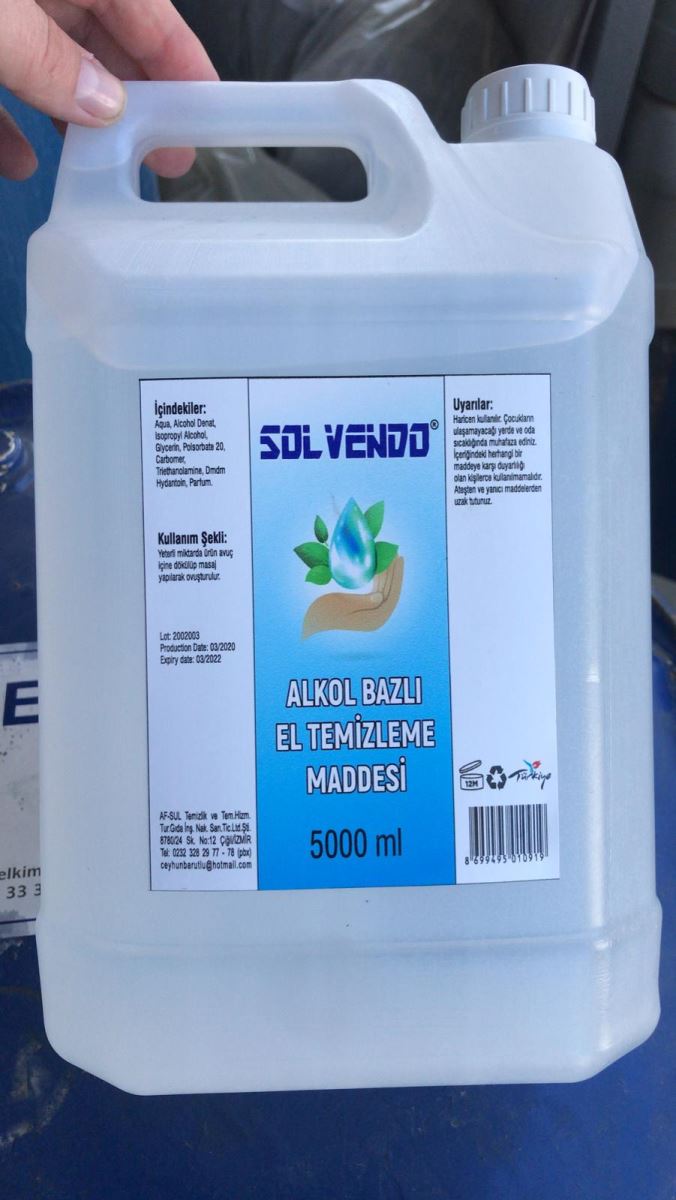 İçindekiler:
Aqua, Alcohol Denat,
Isopropyl Alcohol,
Glycerin, Polsorbate 20,
Carbomer,
Triethanolamine, Dmdm
Hydantoin, Parfum.
Kullanım Şekli:
Yeterli miktarda ürün avuç
içine dökülüp masaj
yapılarak ovuşturulur.
Lot: 2002003
Production Date: 03/2020
Expiry date: 03/2022
AF-SUL Temizlik ve Tem.Hizm.
Tur.Gıda İnş. Nak. San.Tic.Ltd.Şti.
8780/24 Sk. No:12 Çiğli/İZMİR
Tel: 0232 328 29 77 - 78 (pbx)
ceyhunbarutlu@hotmail.com
SOLVENDO®
ALKOL BAZLI
EL TEMİZLEME
MADDESİ
5000 ml
Uyarılar:
Haricen kullanılır. Çocukların
ulaşamayacağı yerde ve oda
sıcaklığında muhafaza ediniz.
İçeriğindeki herhangi bir
maddeye karşı duyarlılığı
olan kişilerce kullanılmamalıdır.
Ateşten ve yanıcı maddelerden
uzak tutunuz.
12M
Türkiye
8 699495 010919
E
elkim
33 3